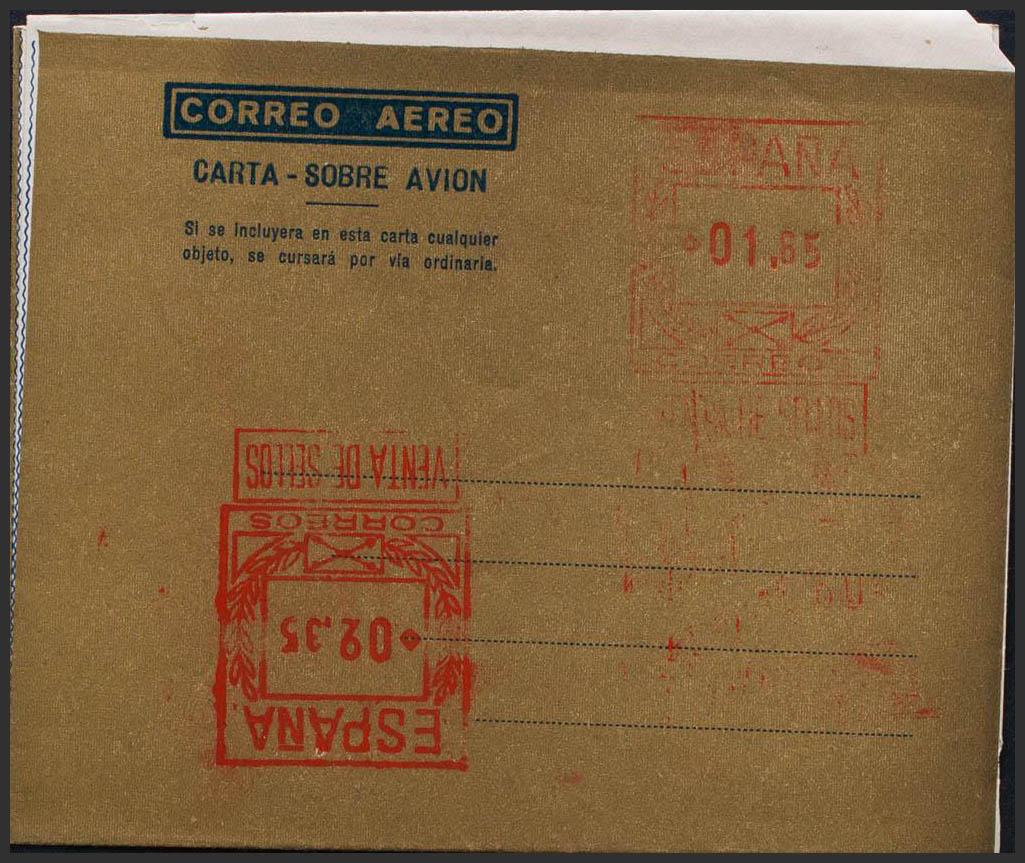 CORREO AEREO
CARTA - SOBRE AVION
Si se incluyera en esta carta cualquier
objeto, se cursará por vía ordinaria.
ESPAÑA
01,85
CORREOS
VENTA DE SELLOS
ESPAÑA
02.35
CORREOS
VENTA DE SELLOS